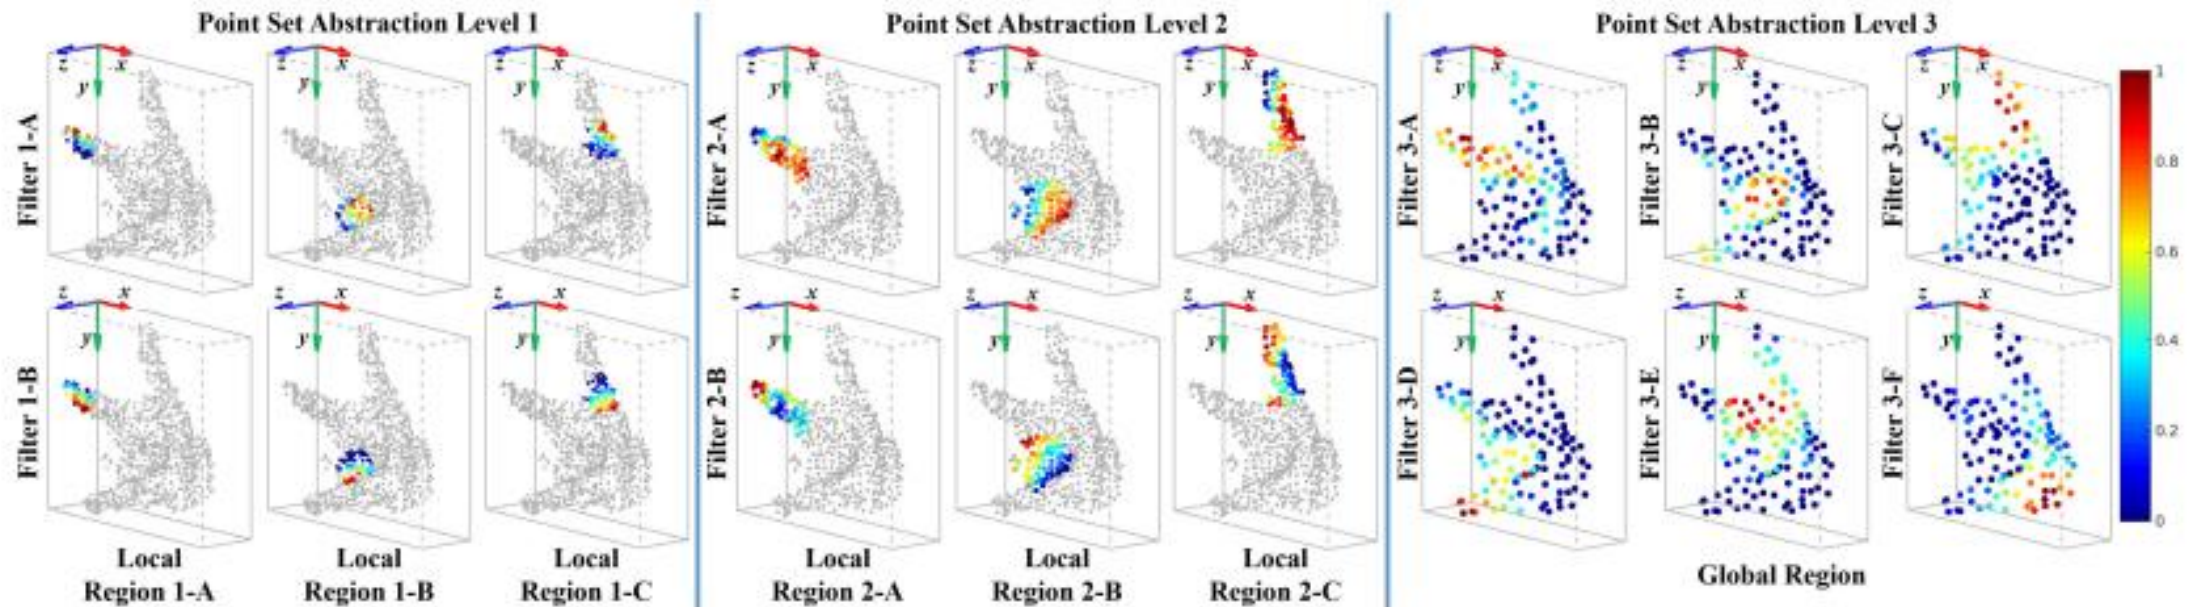 Point Set Abstraction Level 1
Point Set Abstraction Level 2
Point Set Abstraction Level 3
z x y
z x y
z x y
z x y
z x y
z x y
z x y
z x y
z x y
Filter 1-A
Filter 2-A
Filter 3-A
Filter 3-B
Filter 3-C
1
0.8
0.6
0.4
0.2
0
z x y
z x y
z x y
z x y
z x y
z x y
z x y
z x y
z x y
Filter 1-B
Filter 2-B
Filter 3-D
Filter 3-E
Filter 3-F
Local
Region 1-A
Local
Region 1-B
Local
Region 1-C
Local
Region 2-A
Local
Region 2-B
Local
Region 2-C
Global Region